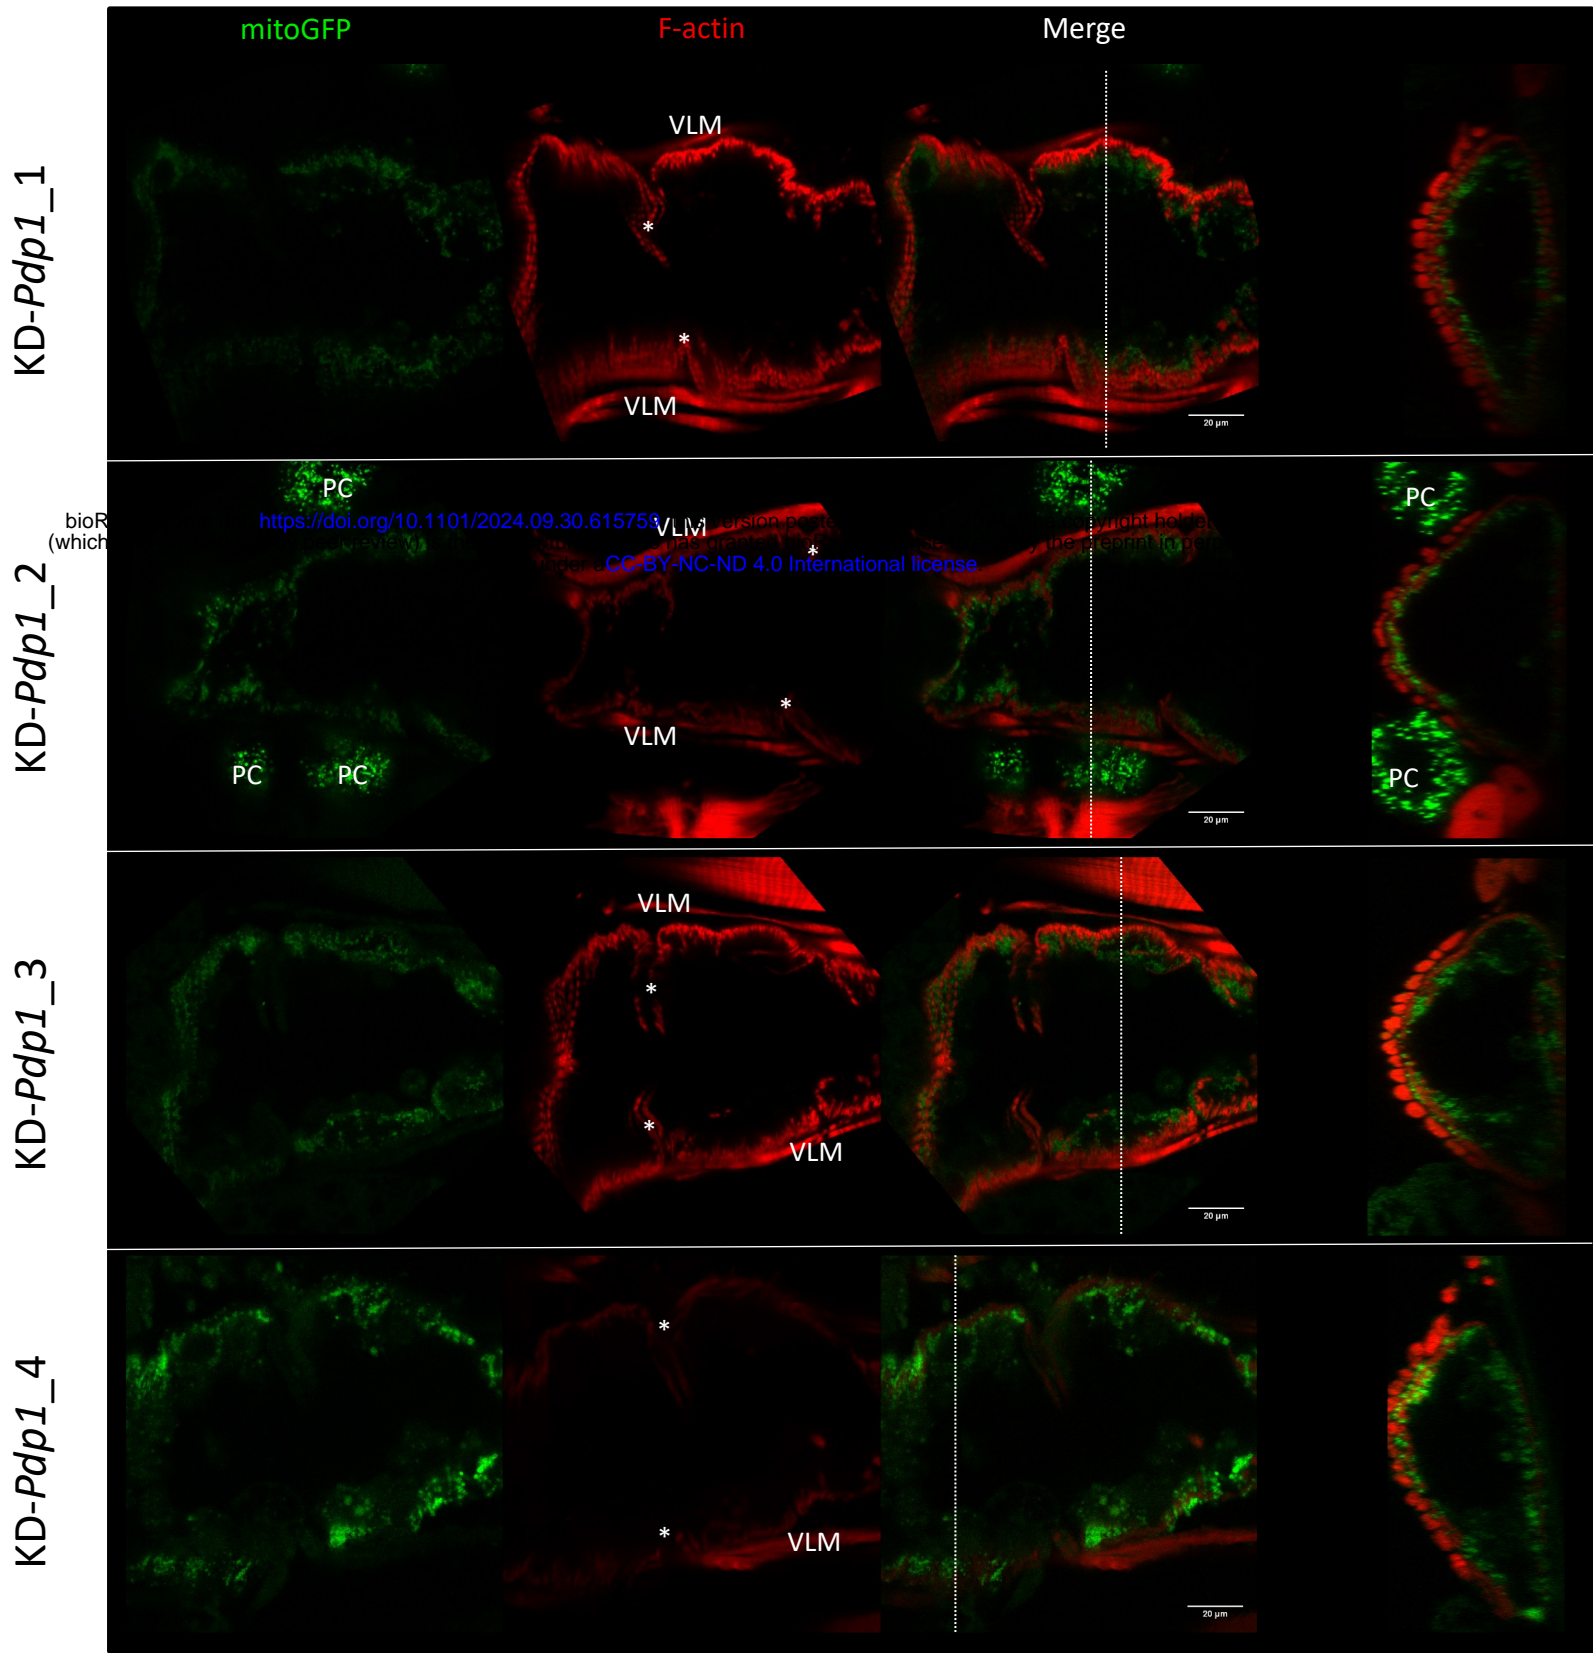 mitoGFP F-actin Merge
KD-Pdp1_1
VLM
*
*
VLM
20 µm
KD-Pdp1_2
PC
PC
bioR https://doi.org/10.1101/2024.09.30.615759
VLM
(which
*
CC-BY-NC-ND 4.0 International license
*
VLM
PC PC
PC
20 µm
KD-Pdp1_3
VLM
*
*
VLM
20 µm
KD-Pdp1_4
*
*
VLM
20 µm